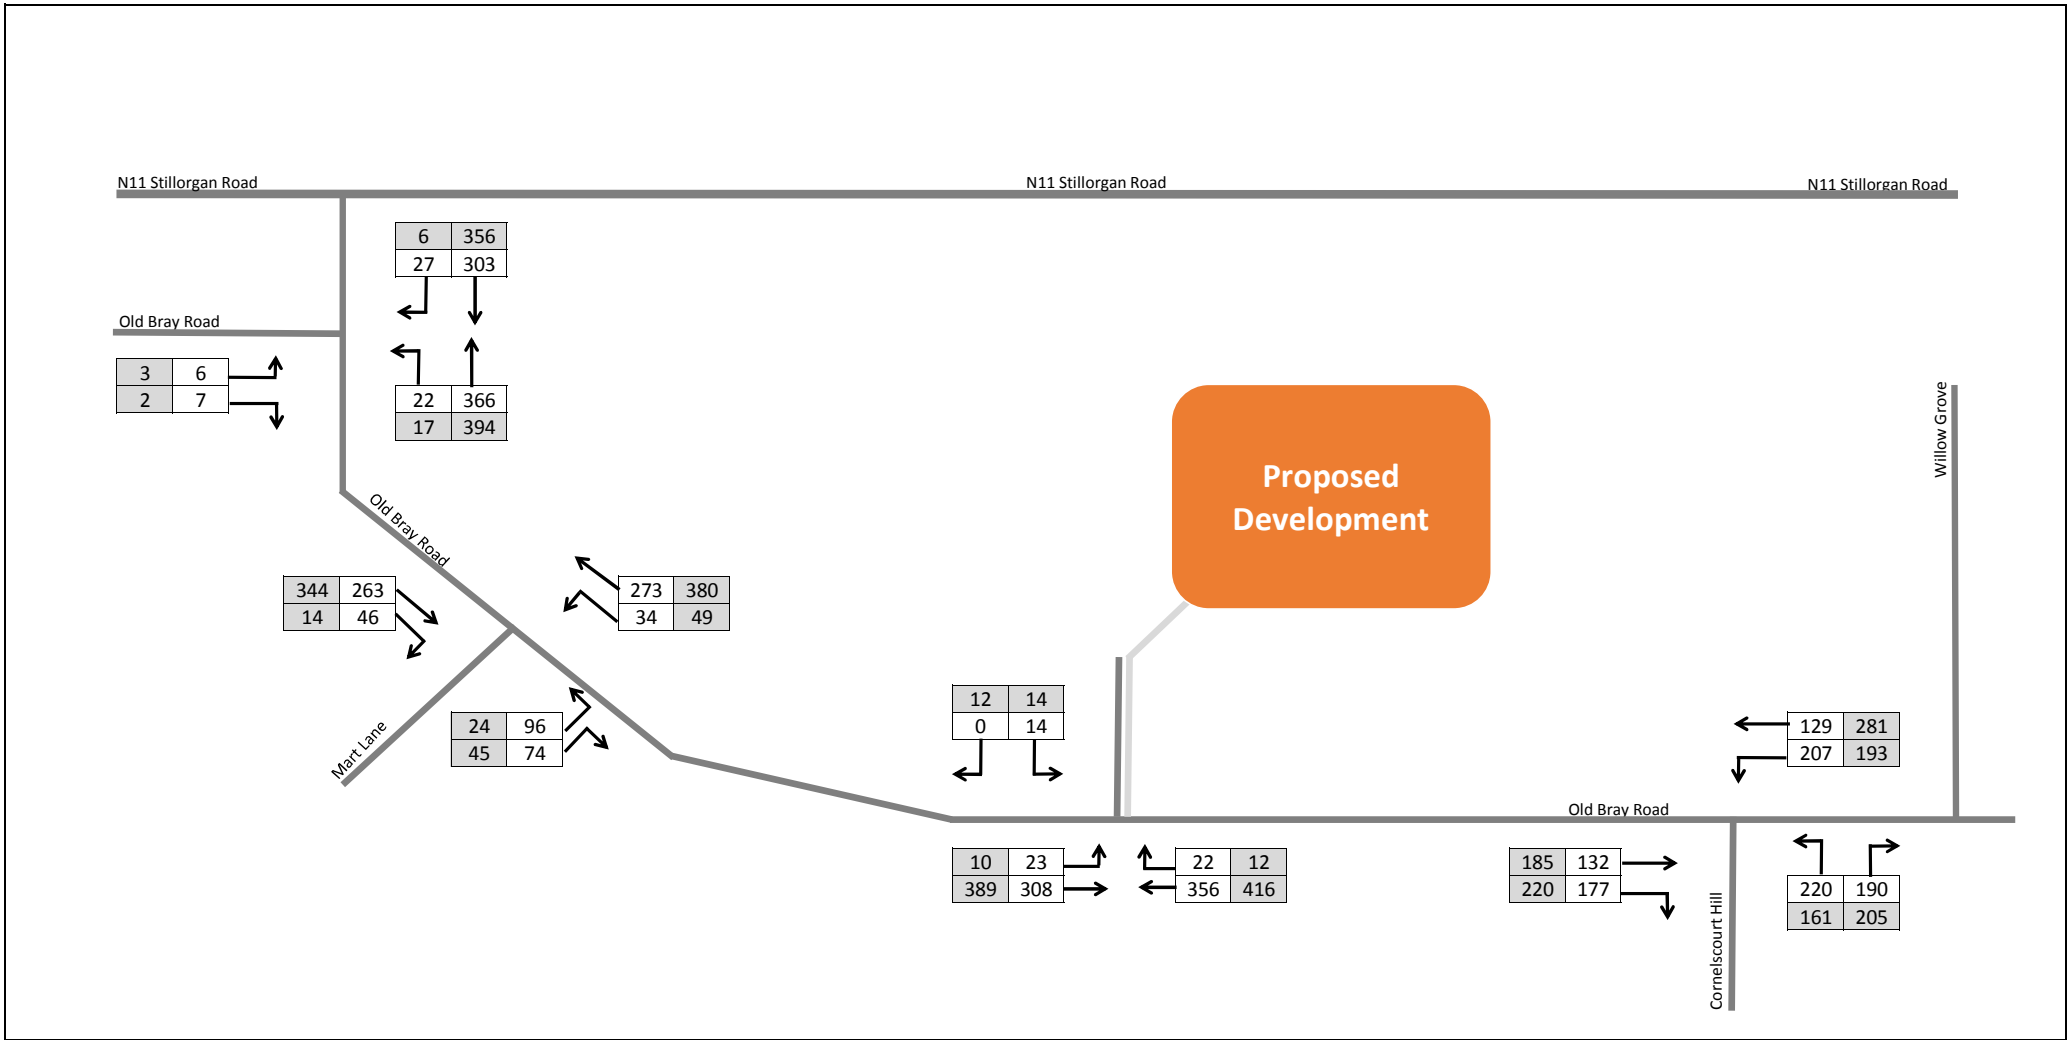 N11 Stillorgan Road
N11 Stillorgan Road
N11 Stillorgan Road
6 356
27 303
Old Bray Road
3 6
2 7
22 366
17 394
Proposed
Development
Willow Grove
Old Bray Road
344 263
14 46
273 380
34 49
Mart Lane
24 96
45 74
12 14
0 14
129 281
207 193
Old Bray Road
10 23
389 308
22 12
356 416
185 132
220 177
Cornelscourt Hill
220 190
161 205